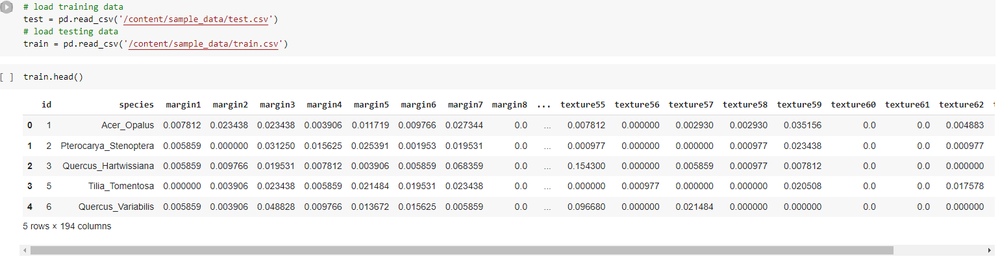 # load training data
test = pd.read_csv('/content/sample_data/test.csv')
# load testing data
train = pd.read_csv('/content/sample_data/train.csv')
[ ] train.head()
id species margin1 margin2 margin3 margin4 margin5 margin6 margin7 margin8 ... texture55 texture56 texture57 texture58 texture59 texture60 texture61 texture62
0 1 Acer_Opalus 0.007812 0.023438 0.023438 0.003906 0.011719 0.009766 0.027344 0.0 ... 0.007812 0.000000 0.002930 0.002930 0.035156 0.0 0.0 0.004883
1 2 Pterocarya_Stenoptera 0.005859 0.000000 0.031250 0.015625 0.025391 0.001953 0.019531 0.0 ... 0.000977 0.000000 0.000000 0.000977 0.023438 0.0 0.0 0.000977
2 3 Quercus_Hartwissiana 0.005859 0.009766 0.019531 0.007812 0.003906 0.005859 0.068359 0.0 ... 0.154300 0.000000 0.005859 0.000977 0.007812 0.0 0.0 0.000000
3 5 Tilia_Tomentosa 0.000000 0.003906 0.023438 0.005859 0.021484 0.019531 0.023438 0.0 ... 0.000000 0.000977 0.000000 0.000000 0.020508 0.0 0.0 0.017578
4 6 Quercus_Variabilis 0.005859 0.003906 0.048828 0.009766 0.013672 0.015625 0.005859 0.0 ... 0.096680 0.000000 0.021484 0.000000 0.000000 0.0 0.0 0.000000
5 rows × 194 columns